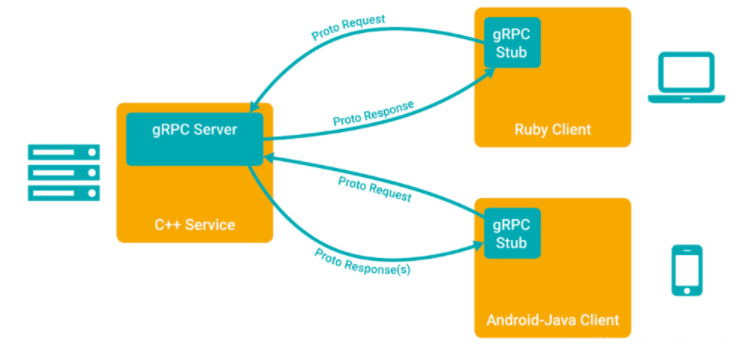 Proto Request
gRPC
Stub
Ruby Client
Proto Response
gRPC Server
C++ Service
Proto Request
gRPC
Stub
Proto Response(s)
Android-Java Client